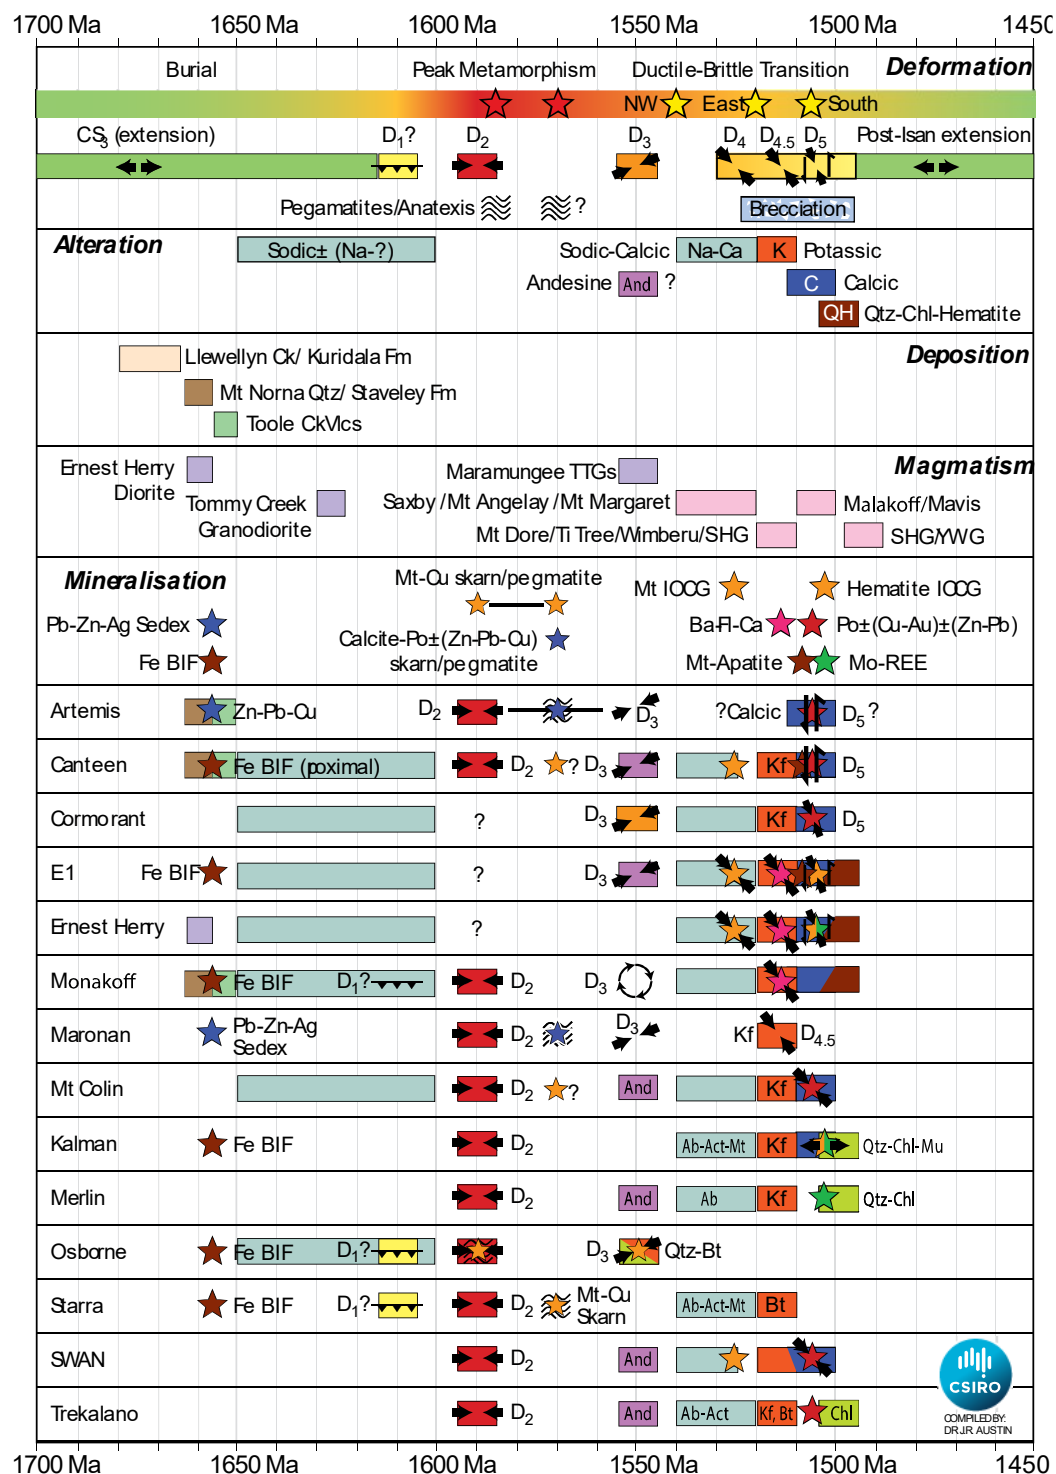 1700 Ma 1650 Ma 1600 Ma 1550 Ma 1500 Ma 1450
Burial Peak Metamorphism Ductile-Brittle Transition Deformation
NW East South
CS3 (extension) D1? D2 D3 D4 D4.5 D5 Post-Isan extension
Pegamatites/Anatexis ? Brecciation
Alteration Sodic± (Na-?) Sodic-Calcic Na-Ca K Potassic
Andesine And ? C Calcic
QH Qtz-Chl-Hematite
Llewellyn Ck/ Kuridala Fm Deposition
Mt Norna Qtz/ Staveley Fm
Toole CkVlcs
Ernest Herry
Diorite
Maramungee TTGs Magmatism
Tommy Creek
Granodiorite
Saxby /Mt Angelay /Mt Margaret Malakoff/Mavis
Mt Dore/Ti Tree/Wimberu/SHG SHG/YWG
Mineralisation Mt-Cu skarn/pegmatite Mt IOCG Hematite IOCG
Pb-Zn-Ag Sedex Calcite-Po±(Zn-Pb-Cu)
skarn/pegmatite
Ba-Fl-Ca Po±(Cu-Au)±(Zn-Pb)
Fe BIF Mt-Apatite Mo-REE
Artemis Zn-Pb-Cu D2 D3 ?Calcic D5 ?
Canteen Fe BIF (poximal) D2 ? D3 Kf D5
Cormorant ? D3 Kf D5
E1 Fe BIF ? D3
Ernest Herry ?
Monakoff Fe BIF D1? D2 D3
Maronan Pb-Zn-Ag
Sedex
D2 D3 Kf D4.5
Mt Colin D2 ? And Kf
Kalman Fe BIF D2 Ab-Act-Mt Kf Qtz-Chl-Mu
Merlin D2 And Ab Kf Qtz-Chl
Osborne Fe BIF D1? D3 Qtz-Bt
Starra Fe BIF D1? D2 Mt-Cu
Skarn
Ab-Act-Mt Bt
SWAN D2 And
Trekalano D2 And Ab-Act Kf, Bt Chl
CSIRO
COMPILED BY:
DR J.R. AUSTIN
1700 Ma 1650 Ma 1600 Ma 1550 Ma 1500 Ma 1450